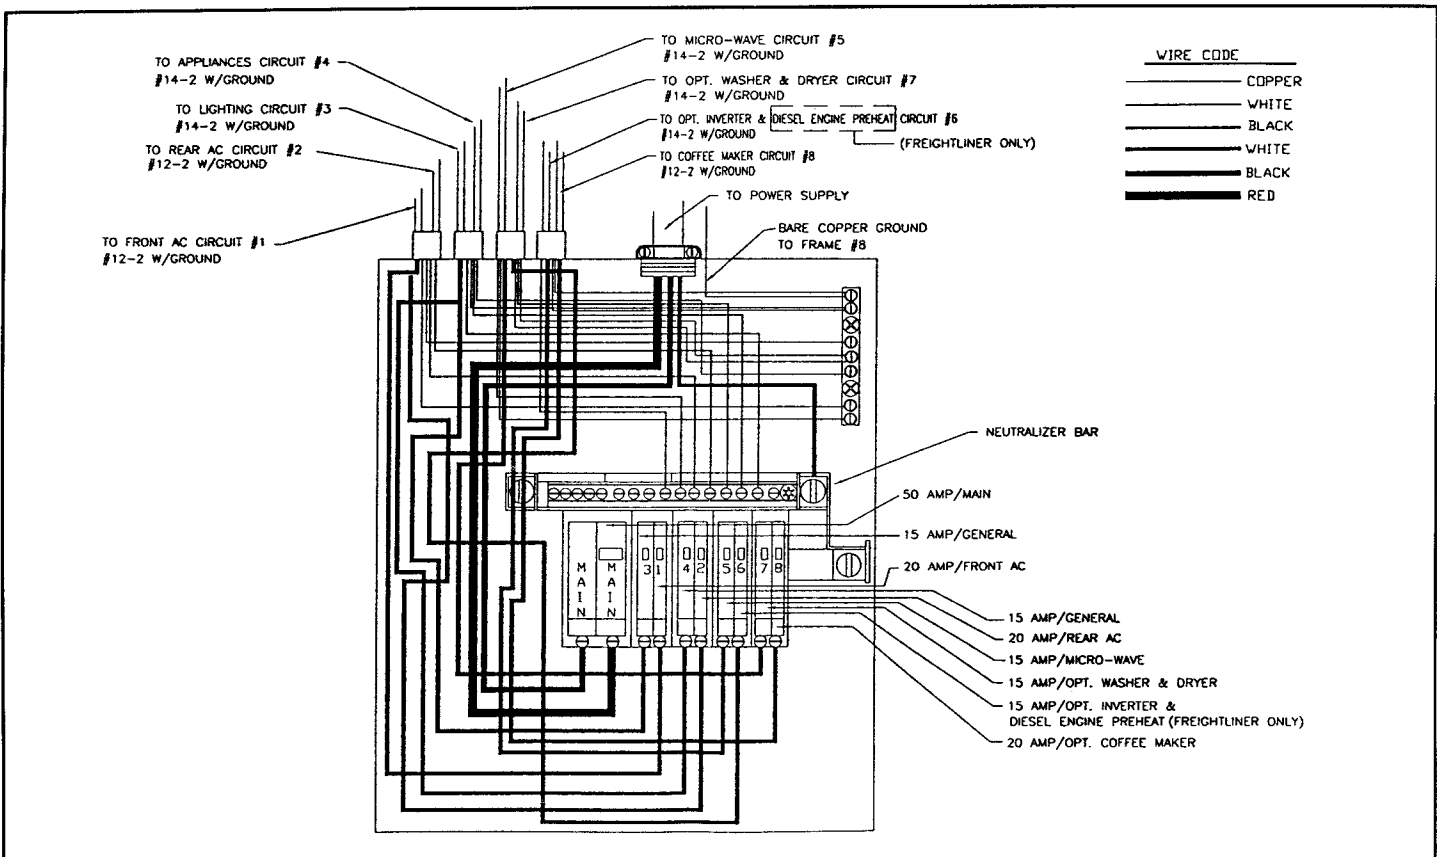 TO MICRO-WAVE CIRCUIT #5
#14-2 W/GROUND
TO APPLIANCES CIRCUIT #4
#14-2 W/GROUND
TO OPT. WASHER & DRYER CIRCUIT #7
#14-2 W/GROUND
TO LIGHTING CIRCUIT #3
#14-2 W/GROUND
TO OPT. INVERTER & DIESEL ENGINE PREHEAT CIRCUIT #6
#14-2 W/GROUND
(FREIGHTLINER ONLY)
TO REAR AC CIRCUIT #2
#12-2 W/GROUND
TO COFFEE MAKER CIRCUIT #8
#12-2 W/GROUND
TO POWER SUPPLY
TO FRONT AC CIRCUIT #1
#12-2 W/GROUND
BARE COPPER GROUND
TO FRAME #8
WIRE CODE
COPPER
WHITE
BLACK
WHITE
BLACK
RED
NEUTRALIZER BAR
50 AMP/MAIN
15 AMP/GENERAL
20 AMP/FRONT AC
MAIN
MAIN
3 1 4 2 5 6 7 8
15 AMP/GENERAL
20 AMP/REAR AC
15 AMP/MICRO-WAVE
15 AMP/OPT. WASHER & DRYER
15 AMP/OPT. INVERTER &
DIESEL ENGINE PREHEAT (FREIGHTLINER ONLY)
20 AMP/OPT. COFFEE MAKER